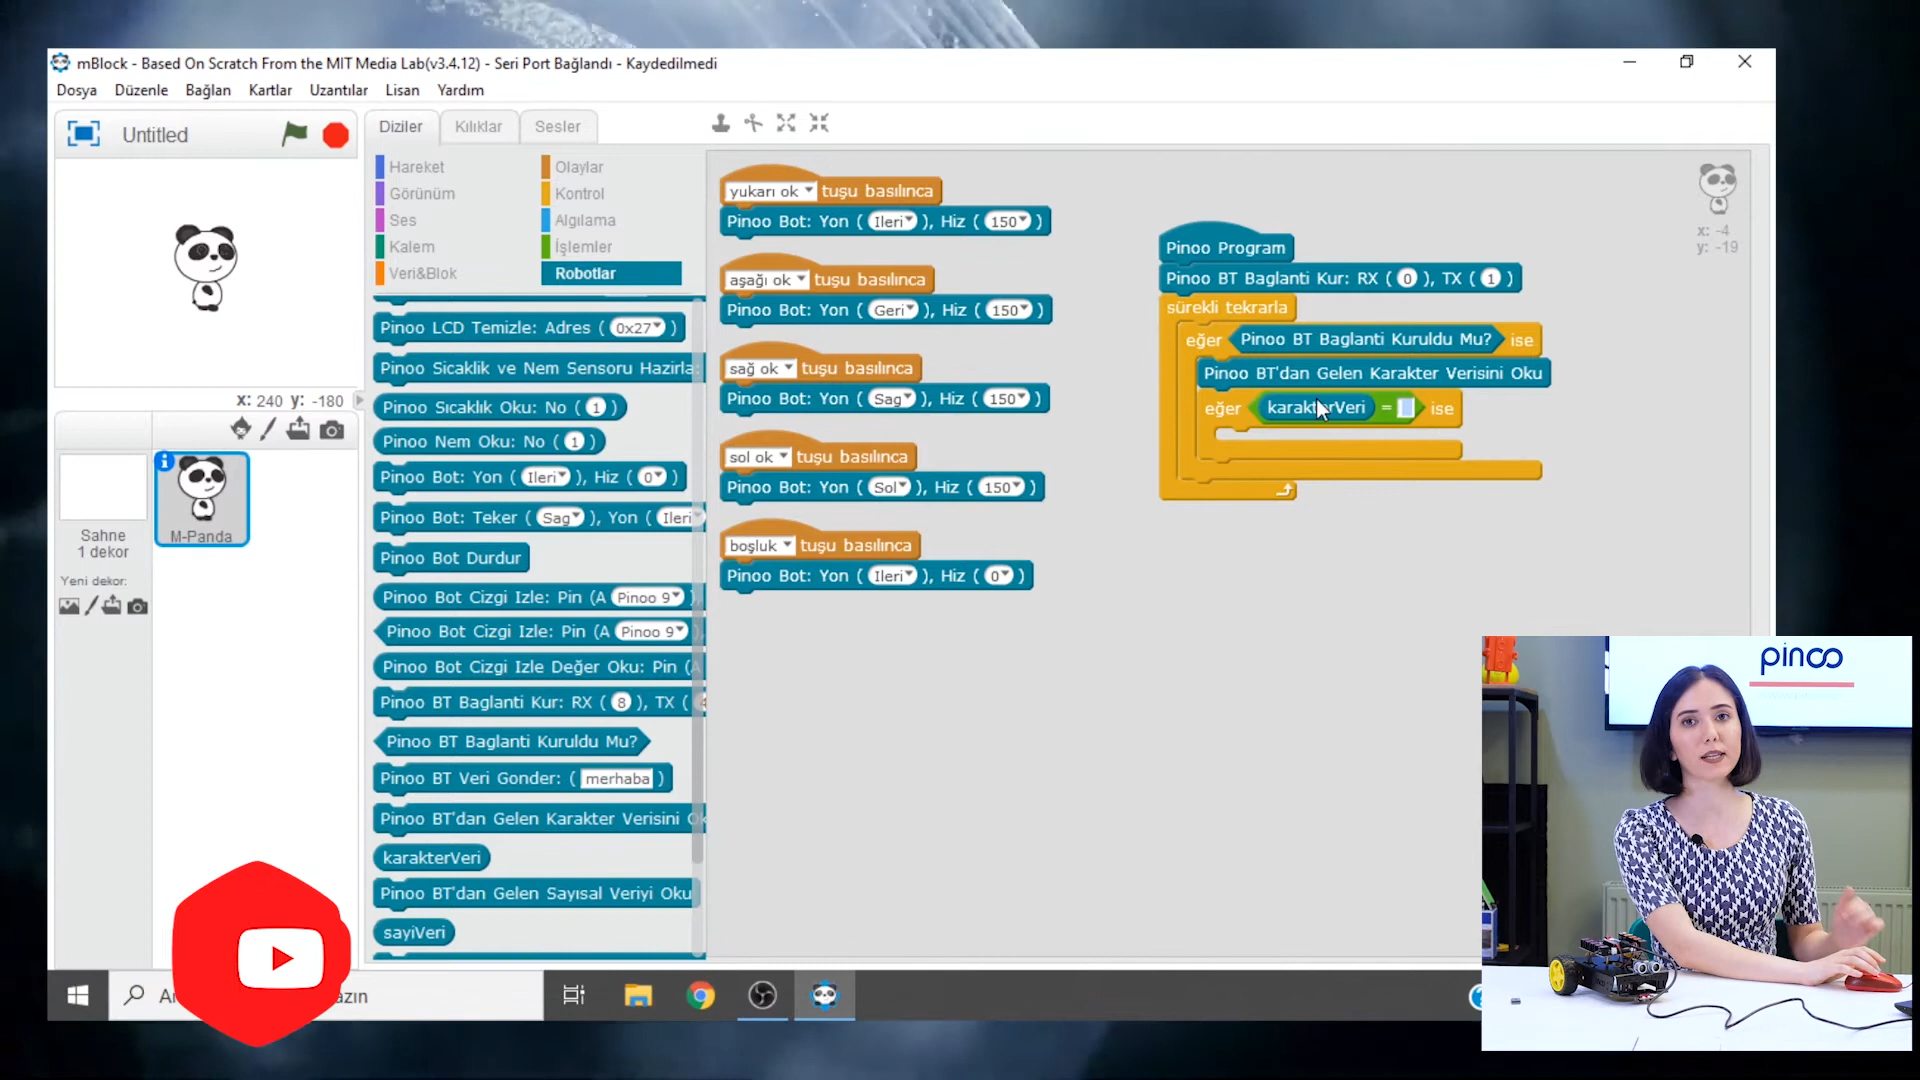 mBlock - Based On Scratch From the MIT Media Lab(v3.4.12) - Seri Port Bağlandı - Kaydedilmedi
Dosya Düzenle Bağlan Kartlar Uzantılar Lisan Yardım
Untitled
Diziler Kılıklar Sesler
Hareket Olaylar
Görünüm Kontrol
Ses Algılama
Kalem İşlemler
Veri&Blok Robotlar
x: 240 y: -180
Sahne
1 dekor
M-Panda
Yeni dekor:
Pinoo LCD Temizle: Adres ( 0x27 )
Pinoo Sicaklik ve Nem Sensoru Hazirla:
Pinoo Sıcaklık Oku: No ( 1 )
Pinoo Nem Oku: No ( 1 )
Pinoo Bot: Yon ( Ileri ), Hiz ( 0 )
Pinoo Bot: Teker ( Sag ), Yon ( Ileri
Pinoo Bot Durdur
Pinoo Bot Cizgi Izle: Pin (A Pinoo 9 ),
Pinoo Bot Cizgi Izle: Pin (A Pinoo 9 ),
Pinoo Bot Cizgi Izle Değer Oku: Pin (A
Pinoo BT Baglanti Kur: RX ( 8 ), TX ( 4
Pinoo BT Baglanti Kuruldu Mu?
Pinoo BT Veri Gonder: ( merhaba )
Pinoo BT'dan Gelen Karakter Verisini Ok
karakterVeri
Pinoo BT'dan Gelen Sayısal Veriyi Oku
sayiVeri
yukarı ok tuşu basılınca
Pinoo Bot: Yon ( Ileri ), Hiz ( 150 )
aşağı ok tuşu basılınca
Pinoo Bot: Yon ( Geri ), Hiz ( 150 )
sağ ok tuşu basılınca
Pinoo Bot: Yon ( Sag ), Hiz ( 150 )
sol ok tuşu basılınca
Pinoo Bot: Yon ( Sol ), Hiz ( 150 )
boşluk tuşu basılınca
Pinoo Bot: Yon ( Ileri ), Hiz ( 0 )
Pinoo Program
Pinoo BT Baglanti Kur: RX ( 0 ), TX ( 1 )
sürekli tekrarla
eğer Pinoo BT Baglanti Kuruldu Mu? ise
Pinoo BT'dan Gelen Karakter Verisini Oku
eğer karakterVeri = ise
x: -4
y: -19
pinoo